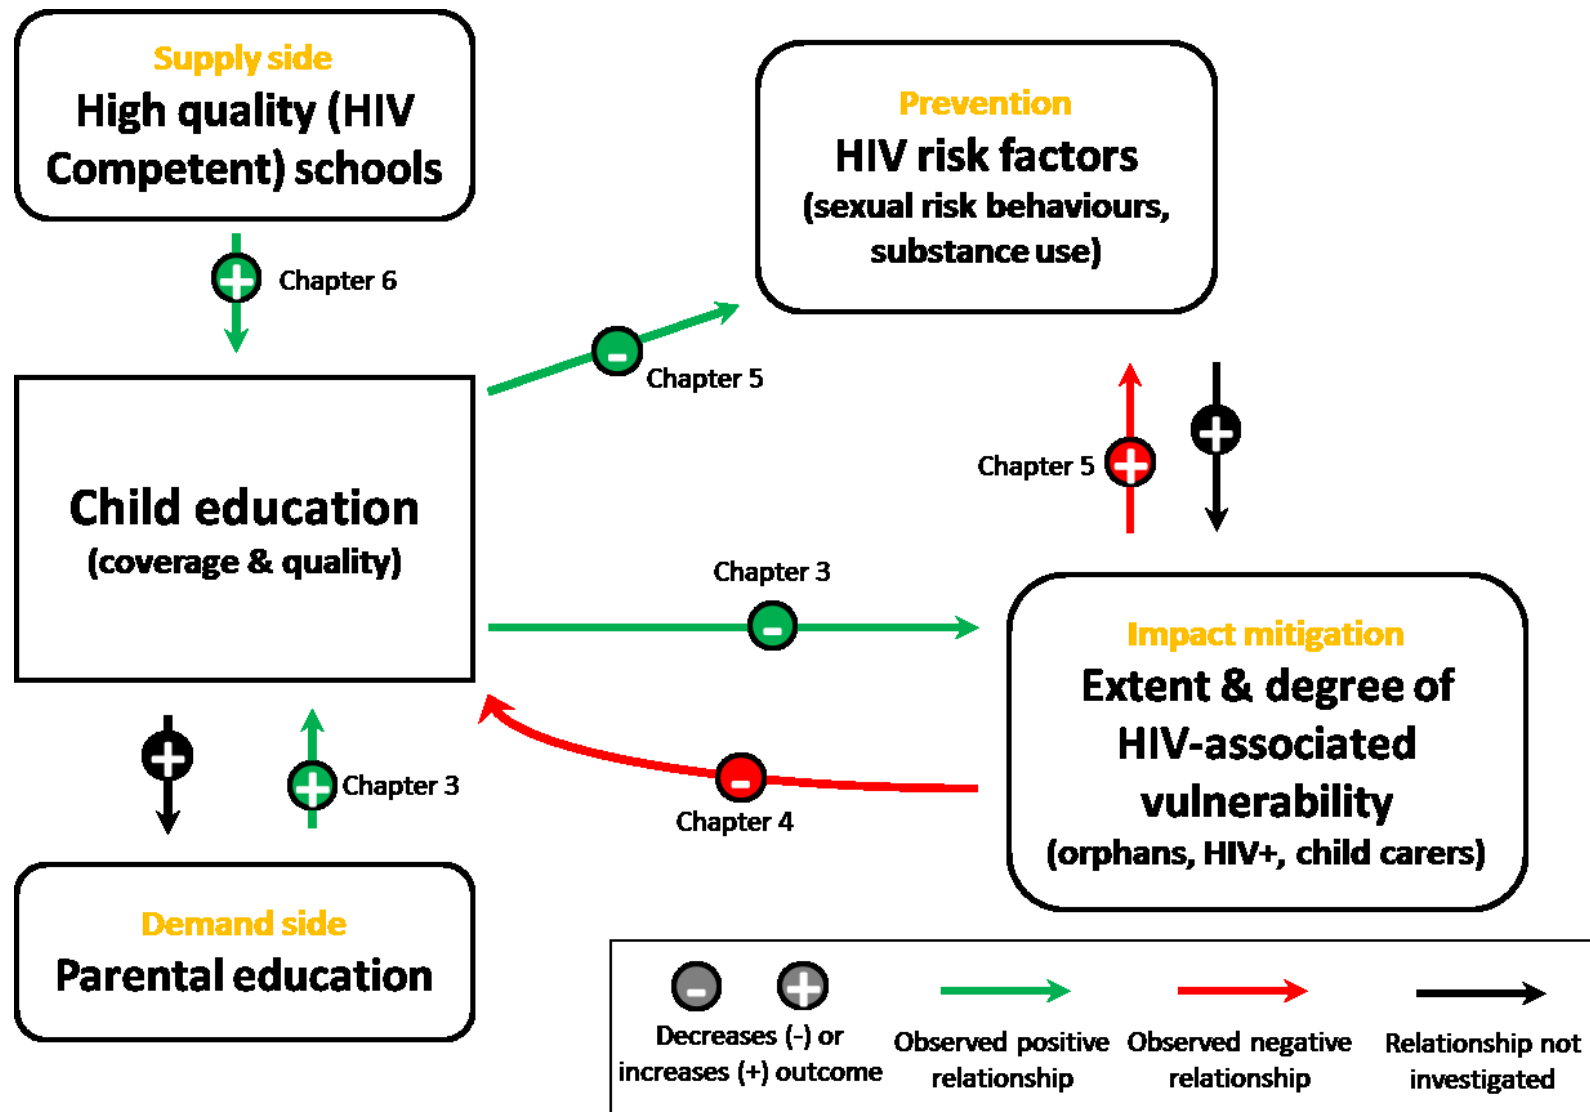 Supply side
High quality (HIV
Competent) schools
Prevention
HIV risk factors
(sexual risk behaviours,
substance use)
+
Chapter 6
-
Chapter 5
Child education
(coverage & quality)
Chapter 5
+
+
Chapter 3
-
Impact mitigation
Extent & degree of
HIV-associated
vulnerability
(orphans, HIV+, child carers)
+
+
Chapter 3
-
Chapter 4
Demand side
Parental education
-
+
Decreases (-) or
increases (+) outcome
Observed positive
relationship
Observed negative
relationship
Relationship not
investigated